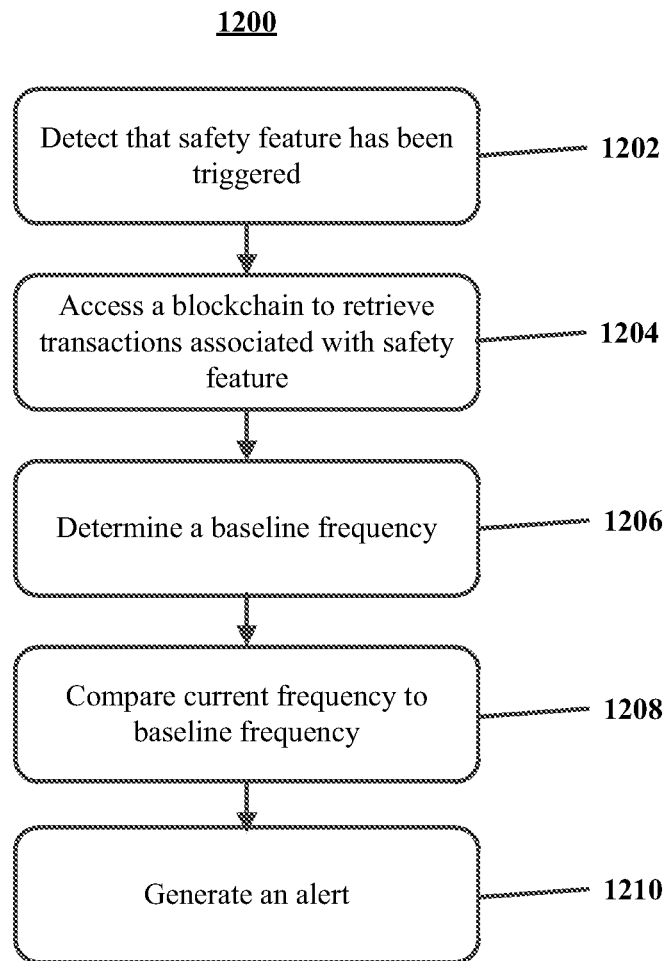 1200
Detect that safety feature has been
triggered
1202
Access a blockchain to retrieve
transactions associated with safety
feature
1204
Determine a baseline frequency
1206
Compare current frequency to
baseline frequency
1208
Generate an alert
1210